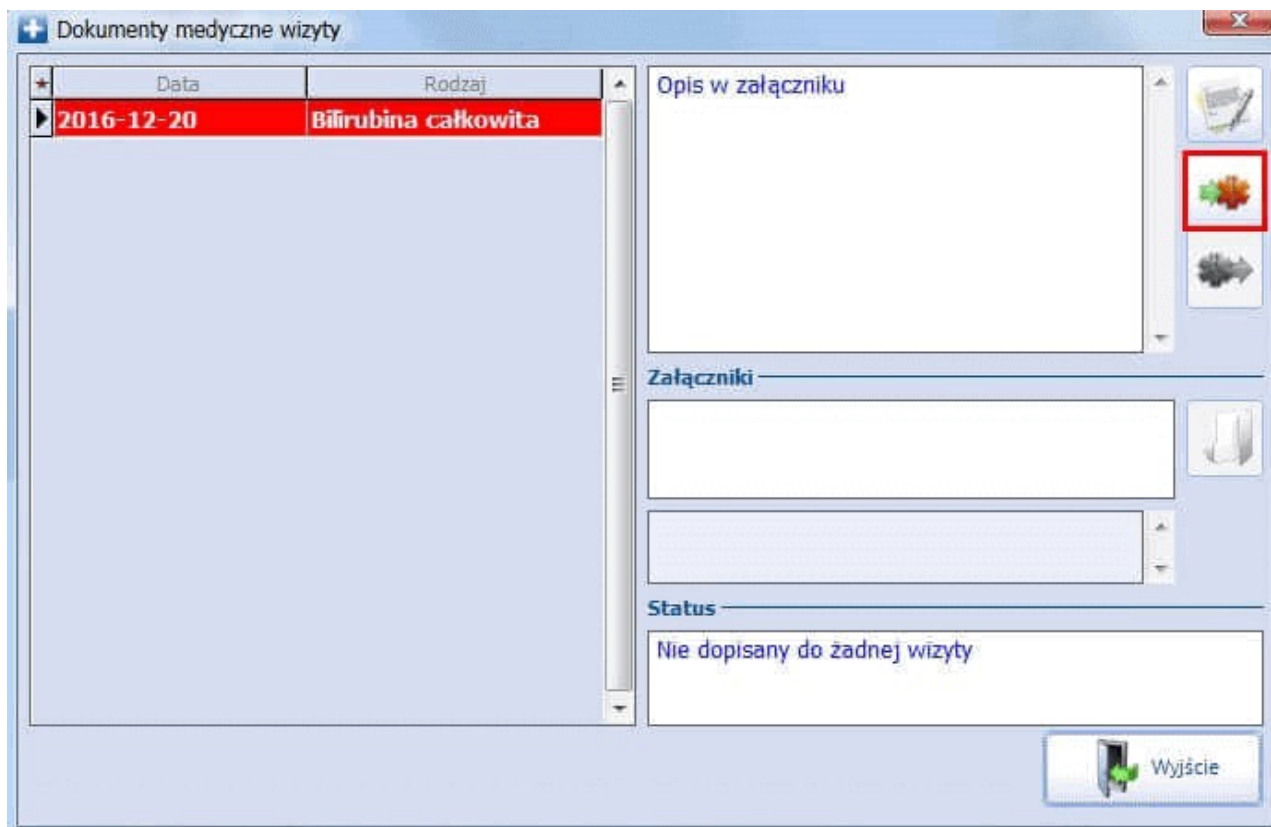 Dokumenty medyczne wizyty
Data Rodzaj
2016-12-20 Bilirubina całkowita
Opis w załączniku
Załączniki
Status
Nie dopisany do żadnej wizyty
Wyjście